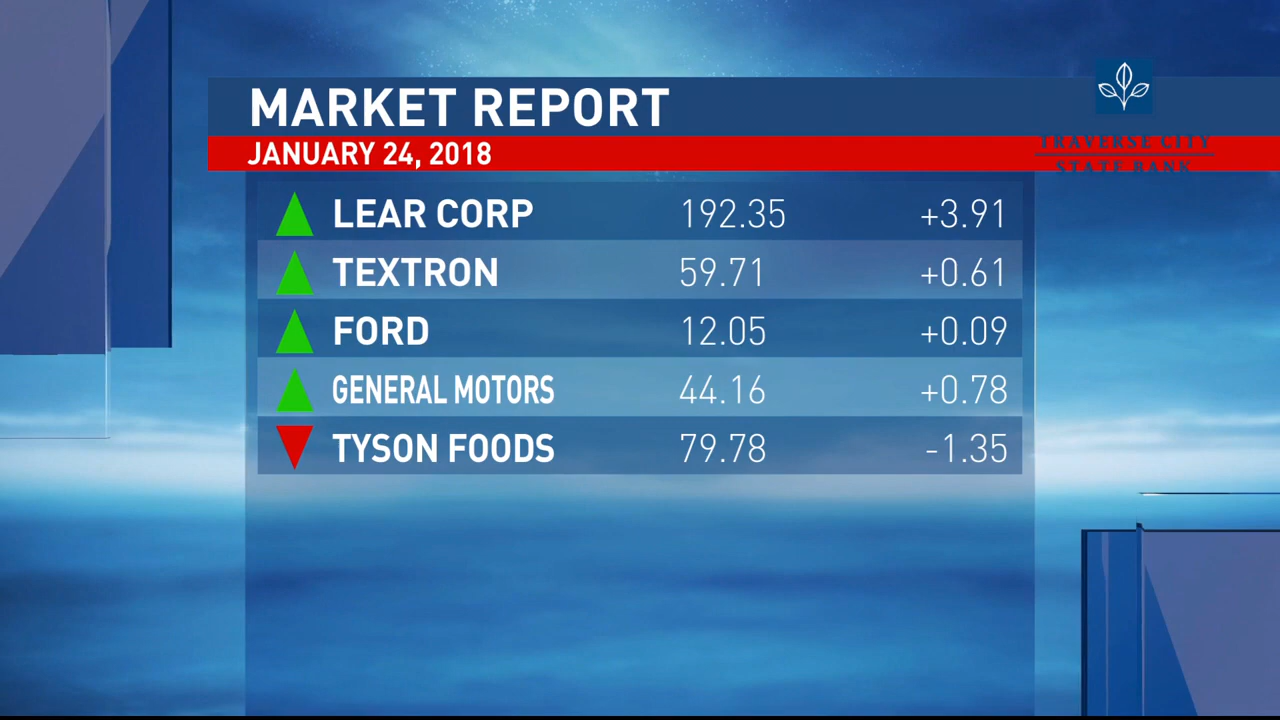 MARKET REPORT
JANUARY 24, 2018
TRAVERSE CITY
STATE BANK
LEAR CORP 192.35 +3.91
TEXTRON 59.71 +0.61
FORD 12.05 +0.09
GENERAL MOTORS 44.16 +0.78
TYSON FOODS 79.78 -1.35